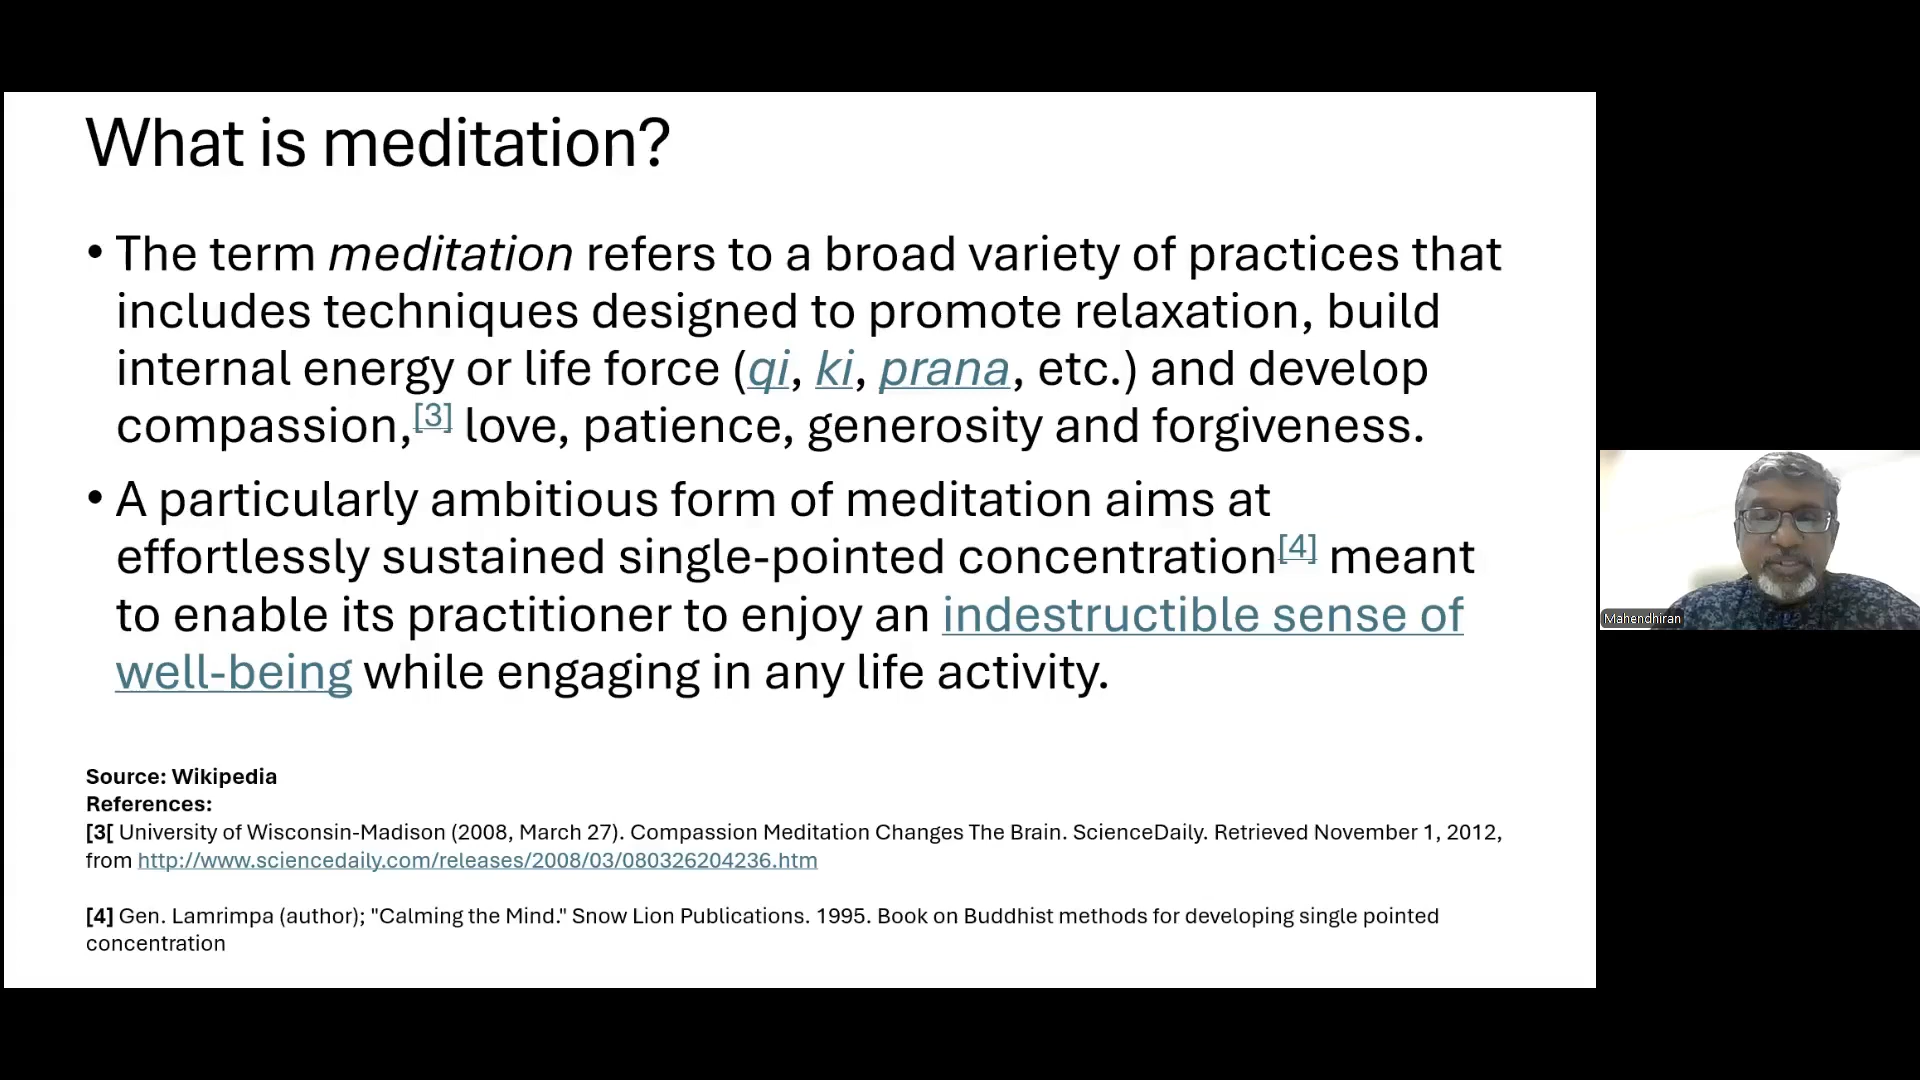 What is meditation?
• The term meditation refers to a broad variety of practices that
includes techniques designed to promote relaxation, build
internal energy or life force (qi, ki, prana, etc.) and develop
compassion,[3] love, patience, generosity and forgiveness.
• A particularly ambitious form of meditation aims at
effortlessly sustained single-pointed concentration[4] meant
to enable its practitioner to enjoy an indestructible sense of
well-being while engaging in any life activity.
Source: Wikipedia
References:
[3[ University of Wisconsin-Madison (2008, March 27). Compassion Meditation Changes The Brain. ScienceDaily. Retrieved November 1, 2012,
from http://www.sciencedaily.com/releases/2008/03/080326204236.htm
[4] Gen. Lamrimpa (author); "Calming the Mind." Snow Lion Publications. 1995. Book on Buddhist methods for developing single pointed
concentration
Mahendhiran